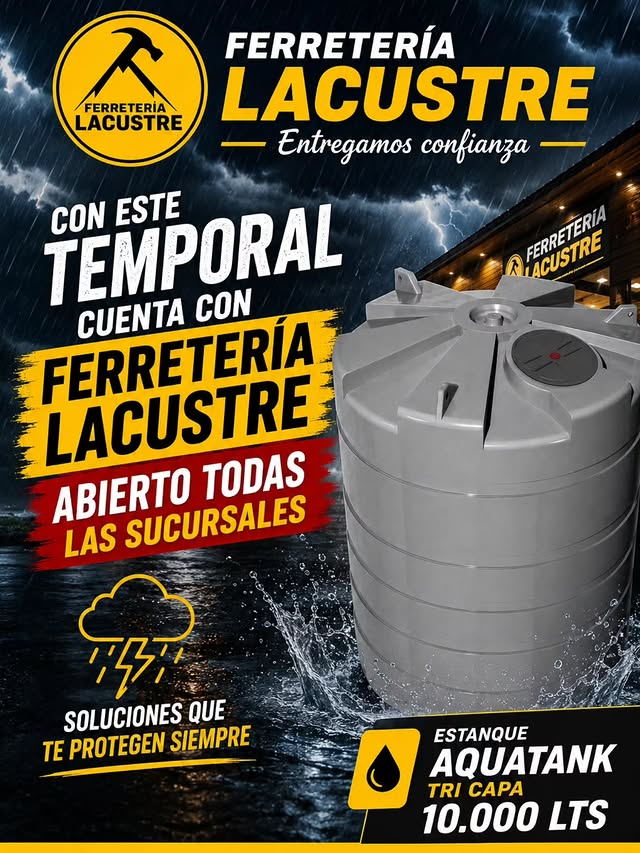 FERRETERÍA
LACUSTRE
FERRETERÍA
LACUSTRE
Entregamos confianza
CON ESTE
TEMPORAL
CUENTA CON
FERRETERÍA
LACUSTRE
ABIERTO TODAS
LAS SUCURSALES
FERRETERÍA
LACUSTRE
SOLUCIONES QUE
TE PROTEGEN SIEMPRE
ESTANQUE
AQUATANK
TRI CAPA
10.000 LTS